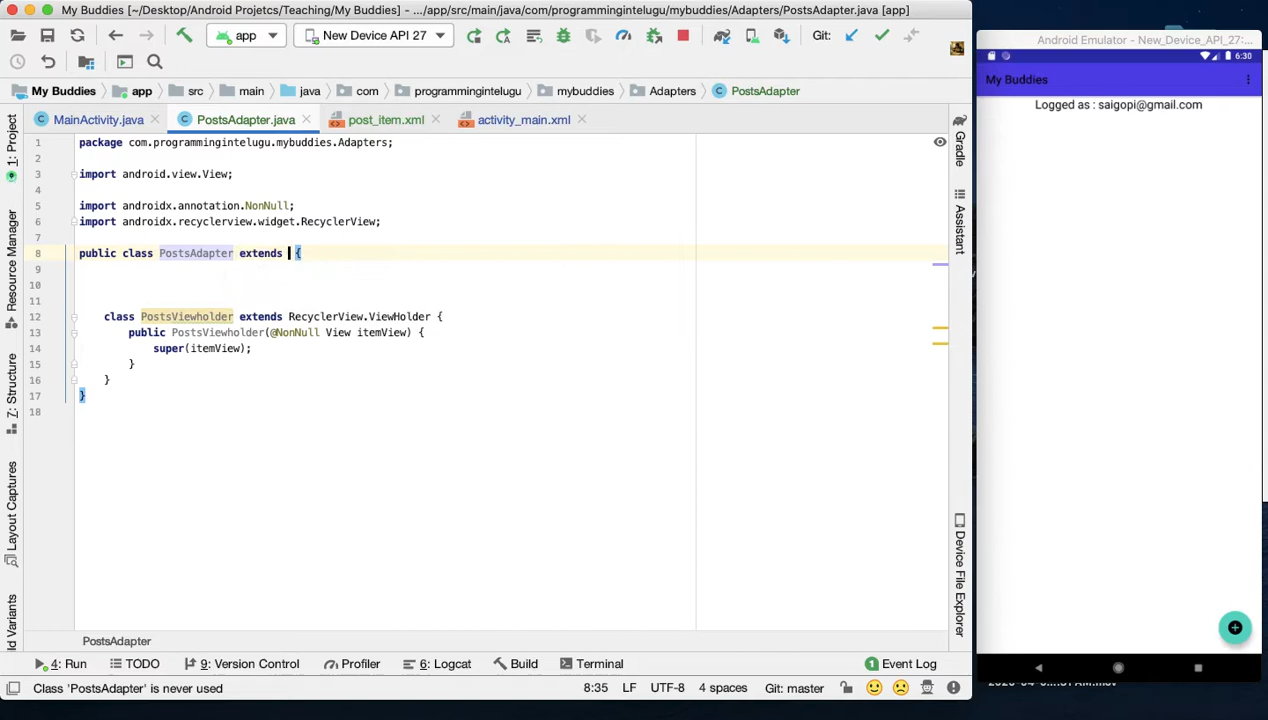 My Buddies [~/Desktop/Android Projetcs/Teaching/My Buddies] - .../app/src/main/java/com/programmingintelugu/mybuddies/Adapters/PostsAdapter.java [app]
app
New Device API 27
Git:
My Buddies
app
src
main
java
com
programmingintelugu
mybuddies
Adapters
PostsAdapter
MainActivity.java
PostsAdapter.java
post_item.xml
activity_main.xml
1 package com.programmingintelugu.mybuddies.Adapters;
2
3 import android.view.View;
4
5 import androidx.annotation.NonNull;
6 import androidx.recyclerview.widget.RecyclerView;
7
8 public class PostsAdapter extends {
9
10
11
12 class PostsViewholder extends RecyclerView.ViewHolder {
13 public PostsViewholder(@NonNull View itemView) {
14 super(itemView);
15 }
16 }
17 }
18
1: Project
Resource Manager
7: Structure
Layout Captures
ld Variants
Gradle
Assistant
Device File Explorer
PostsAdapter
4: Run
TODO
9: Version Control
Profiler
6: Logcat
Build
Terminal
1 Event Log
Class 'PostsAdapter' is never used
8:35
LF
UTF-8
4 spaces
Git: master
Android Emulator - New_Device_API_27:...
6:30
My Buddies
Logged as : saigopi@gmail.com